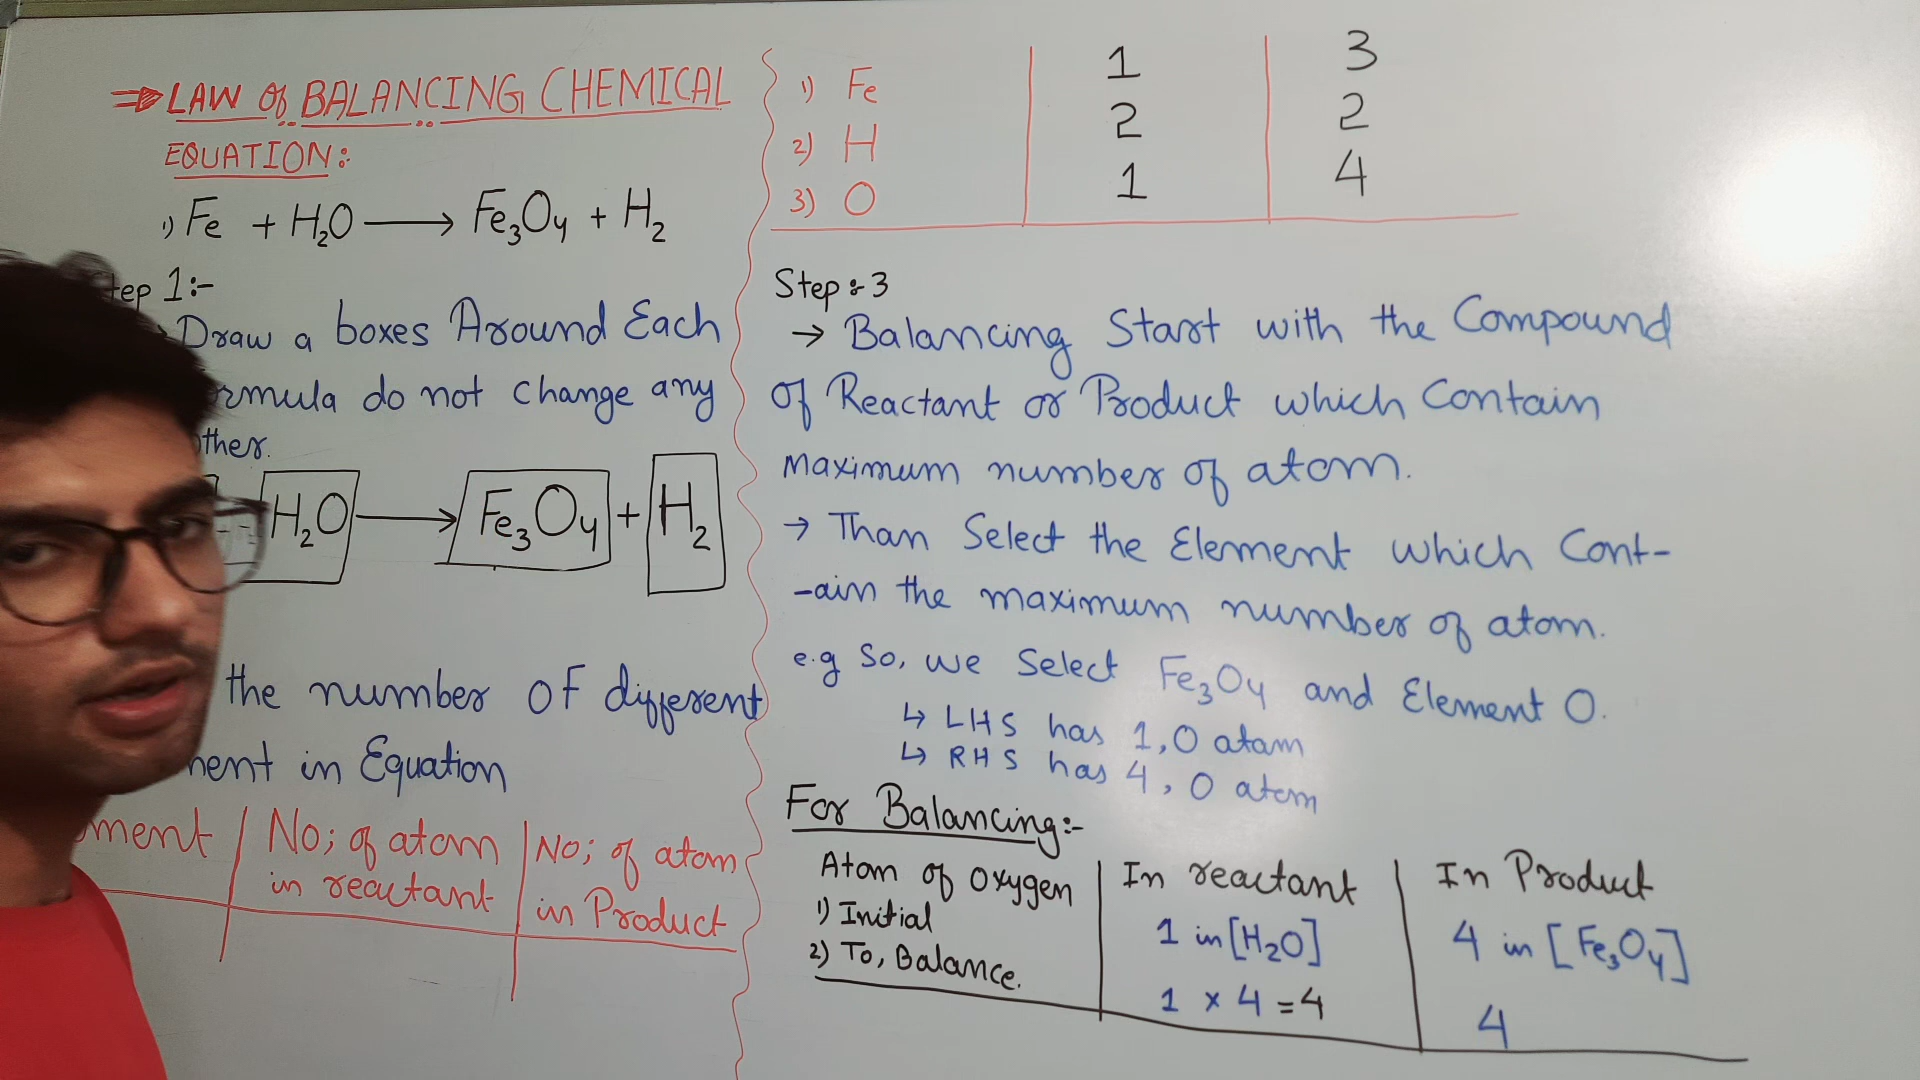 ⇒ LAW of BALANCING CHEMICAL
EQUATION:
1) Fe + H₂O ⟶ Fe₃O₄ + H₂
tep 1:-
Draw a boxes Around Each
ormula do not change any
ther.
H₂O ⟶ Fe₃O₄ + H₂
the number of different
ment in Equation
ment | No; of atom in reactant | No; of atom in Product
1) Fe | 1 | 3
2) H | 2 | 2
3) O | 1 | 4
Step:-3
→ Balancing Start with the Compound
of Reactant or Product which Contain
maximum number of atom.
→ Than Select the Element which Cont-
-ain the maximum number of atom.
e.g So, we Select Fe₃O₄ and Element O.
↳ LHS has 1, O atam
↳ RHS has 4, O atom
For Balancing:-
Atom of Oxygen | In reactant | In Product
1) Initial | 1 in [H₂O] | 4 in [Fe₃O₄]
2) To, Balance. | 1 × 4 = 4 | 4